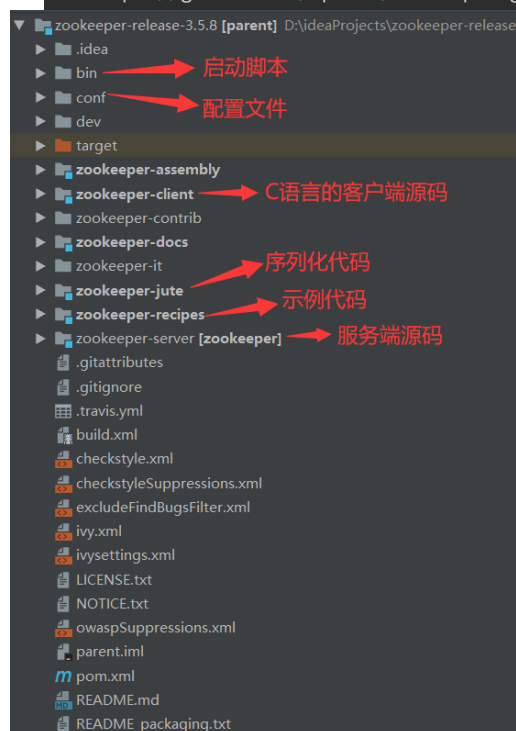 zookeeper-release-3.5.8 [parent] D:\ideaProjects\zookeeper-release
.idea
bin 启动脚本
conf 配置文件
dev
target
zookeeper-assembly
zookeeper-client C语言的客户端源码
zookeeper-contrib
zookeeper-docs
zookeeper-it 序列化代码
zookeeper-jute
zookeeper-recipes 示例代码
zookeeper-server [zookeeper] 服务端源码
.gitattributes
.gitignore
.travis.yml
build.xml
checkstyle.xml
checkstyleSuppressions.xml
excludeFindBugsFilter.xml
ivy.xml
ivysettings.xml
LICENSE.txt
NOTICE.txt
owaspSuppressions.xml
parent.iml
pom.xml
README.md
README_packaging.txt